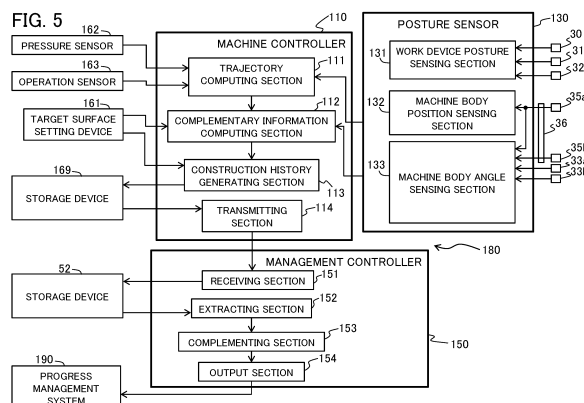 FIG. 5
162
PRESSURE SENSOR
163
OPERATION SENSOR
161
TARGET SURFACE
SETTING DEVICE
169
STORAGE DEVICE
52
STORAGE DEVICE
190
PROGRESS
MANAGEMENT
SYSTEM
110
MACHINE CONTROLLER
111
TRAJECTORY
COMPUTING SECTION
112
COMPLEMENTARY INFORMATION
COMPUTING SECTION
CONSTRUCTION HISTORY
GENERATING SECTION
113
114
TRANSMITTING
SECTION
POSTURE SENSOR
130
131
WORK DEVICE POSTURE
SENSING SECTION
30
31
32
132
MACHINE BODY
POSITION SENSING
SECTION
35a
36
133
MACHINE BODY ANGLE
SENSING SECTION
180
MANAGEMENT CONTROLLER
RECEIVING SECTION
151
EXTRACTING SECTION
152
COMPLEMENTING SECTION
153
OUTPUT SECTION
154
150